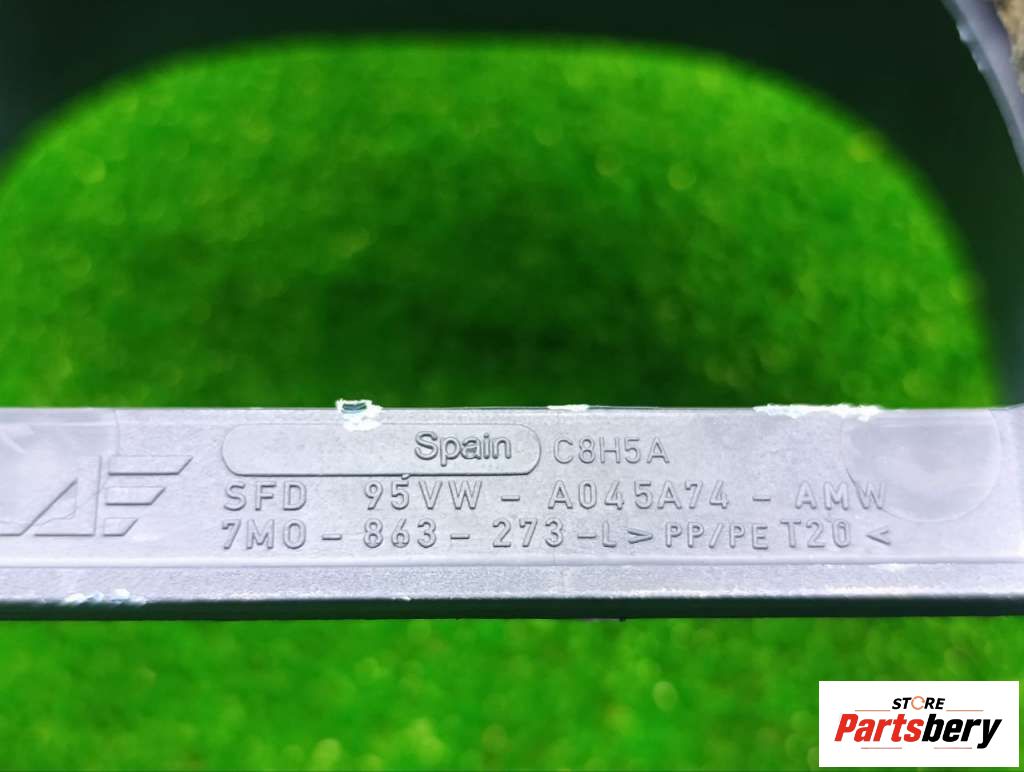 Spain C8H5A
SFD 95VW - A045A74 - AMW
7M0 - 863 - 273 -L > PP/PE T20 <
STORE
Partsbery